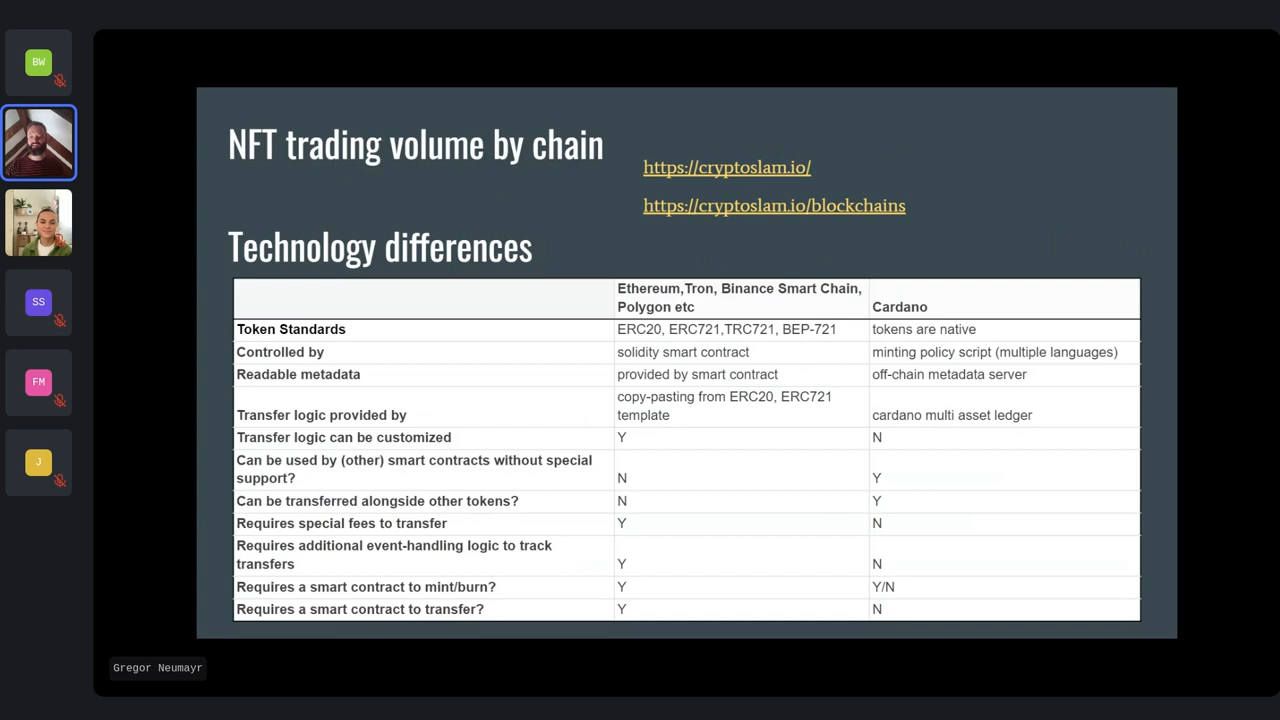 BW
SS
FM
J
NFT trading volume by chain
https://cryptoslam.io/
https://cryptoslam.io/blockchains
Technology differences
Ethereum,Tron, Binance Smart Chain,
Polygon etc
Cardano
Token Standards
ERC20, ERC721,TRC721, BEP-721
tokens are native
Controlled by
solidity smart contract
minting policy script (multiple languages)
Readable metadata
provided by smart contract
off-chain metadata server
Transfer logic provided by
copy-pasting from ERC20, ERC721
template
cardano multi asset ledger
Transfer logic can be customized
Y
N
Can be used by (other) smart contracts without special
support?
N
Y
Can be transferred alongside other tokens?
N
Y
Requires special fees to transfer
Y
N
Requires additional event-handling logic to track
transfers
Y
N
Requires a smart contract to mint/burn?
Y
Y/N
Requires a smart contract to transfer?
Y
N
Gregor Neumayr